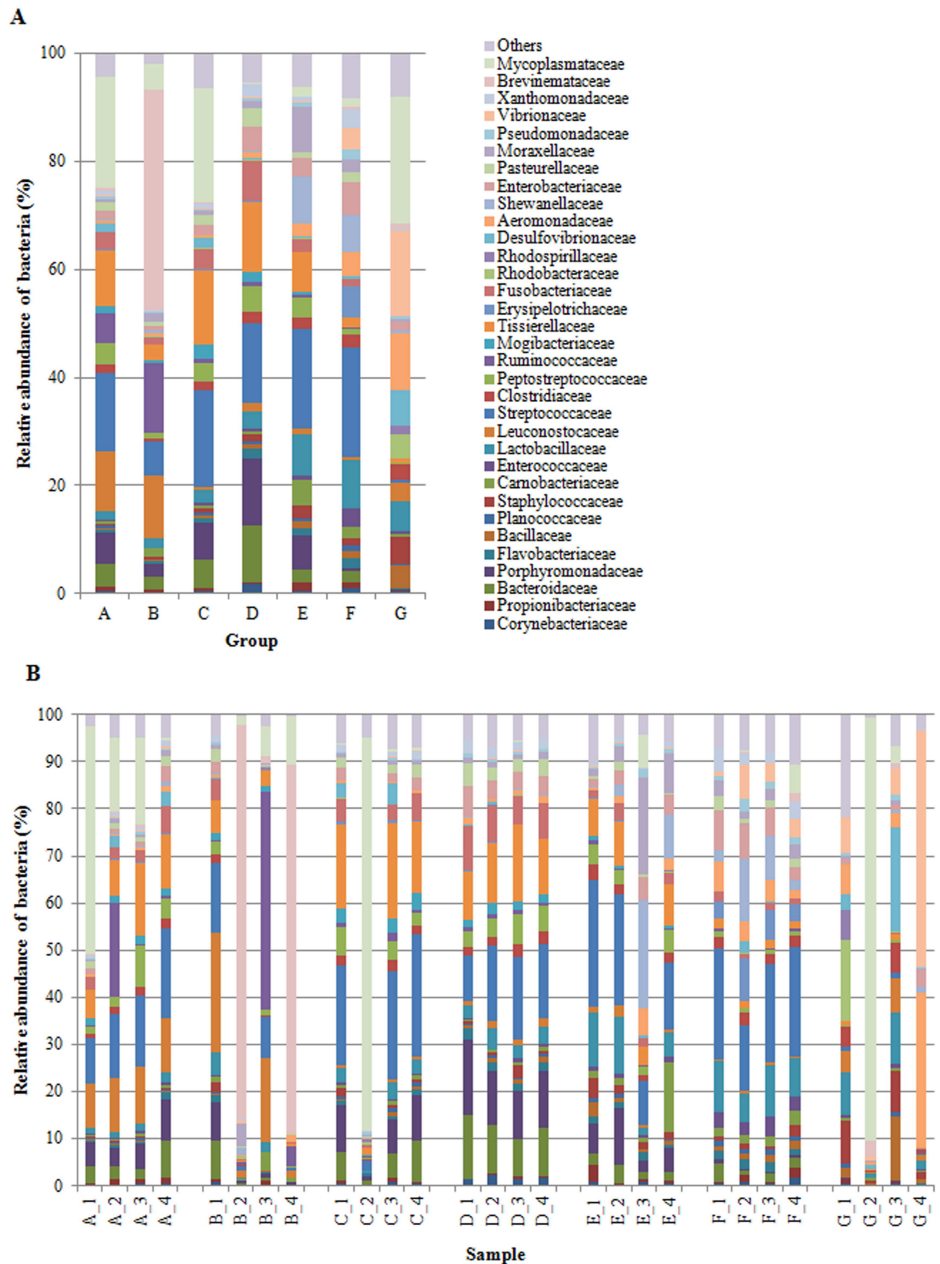 A
Relative abundance of bacteria (%)
100
80
60
40
20
0
A B C D E F G
Group
Others
Mycoplasmataceae
Brevinemataceae
Xanthomonadaceae
Vibrionaceae
Pseudomonadaceae
Moraxellaceae
Pasteurellaceae
Enterobacteriaceae
Shewanellaceae
Aeromonadaceae
Desulfovibrionaceae
Rhodospirillaceae
Rhodobacteraceae
Fusobacteriaceae
Erysipelotrichaceae
Tissierellaceae
Mogibacteriaceae
Ruminococcaceae
Peptostreptococcaceae
Clostridiaceae
Streptococcaceae
Leuconostocaceae
Lactobacillaceae
Enterococcaceae
Carnobacteriaceae
Staphylococcaceae
Planococcaceae
Bacillaceae
Flavobacteriaceae
Porphyromonadaceae
Bacteroidaceae
Propionibacteriaceae
Corynebacteriaceae
B
Relative abundance of bacteria (%)
100
90
80
70
60
50
40
30
20
10
0
A_1 A_2 A_3 A_4 B_1 B_2 B_3 B_4 C_1 C_2 C_3 C_4 D_1 D_2 D_3 D_4 E_1 E_2 E_3 E_4 F_1 F_2 F_3 F_4 G_1 G_2 G_3 G_4
Sample